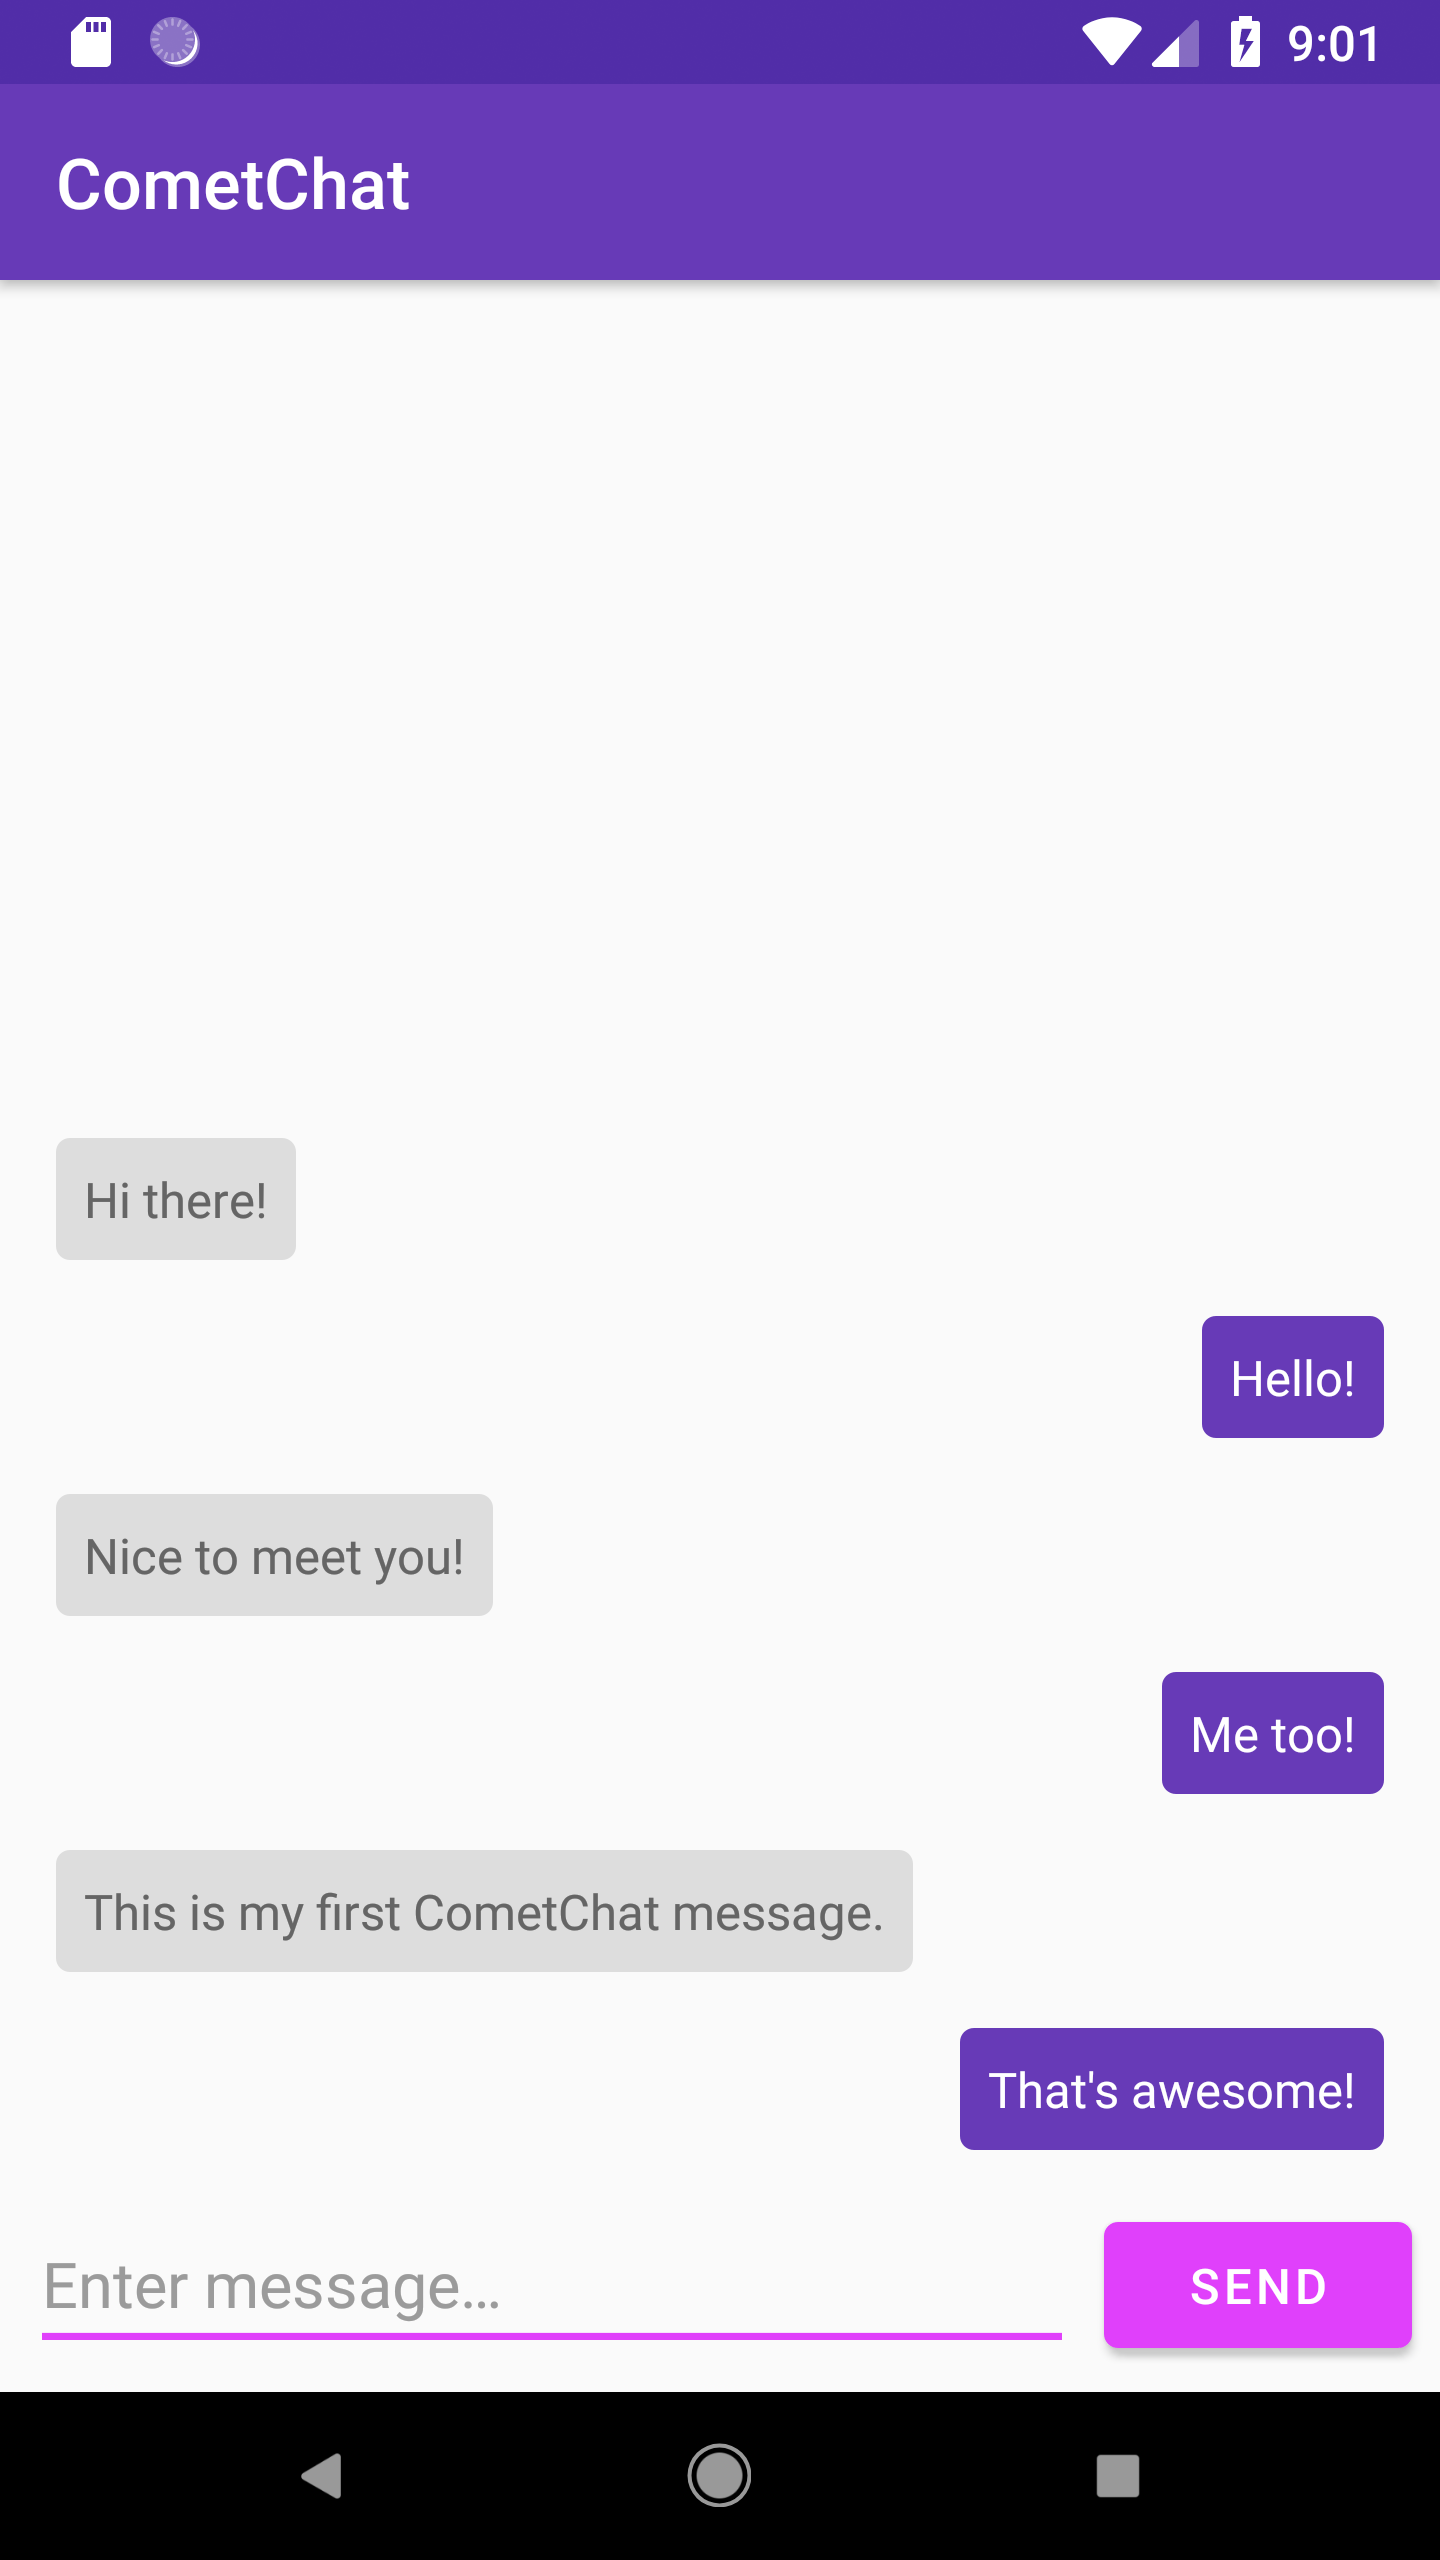 9:01
CometChat
Hi there!
Hello!
Nice to meet you!
Me too!
This is my first CometChat message.
That's awesome!
Enter message…
SEND